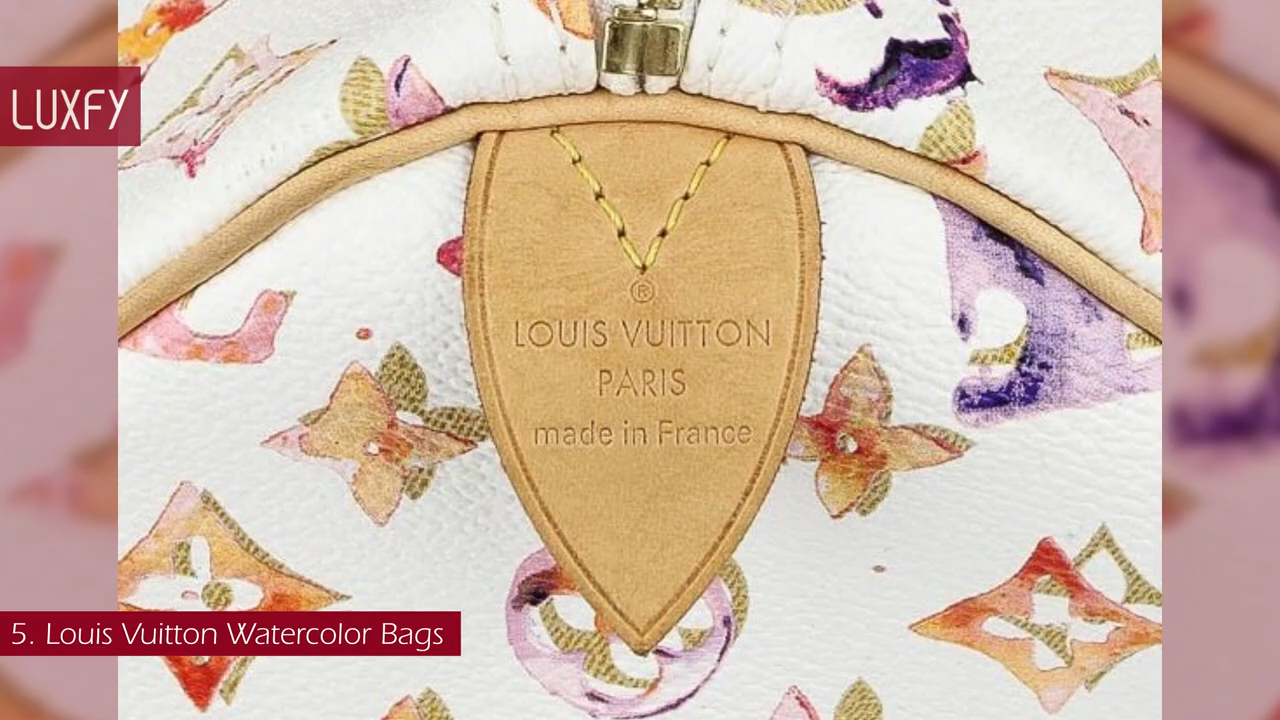 LUXFY
®
LOUIS VUITTON
PARIS
made in France
5. Louis Vuitton Watercolor Bags